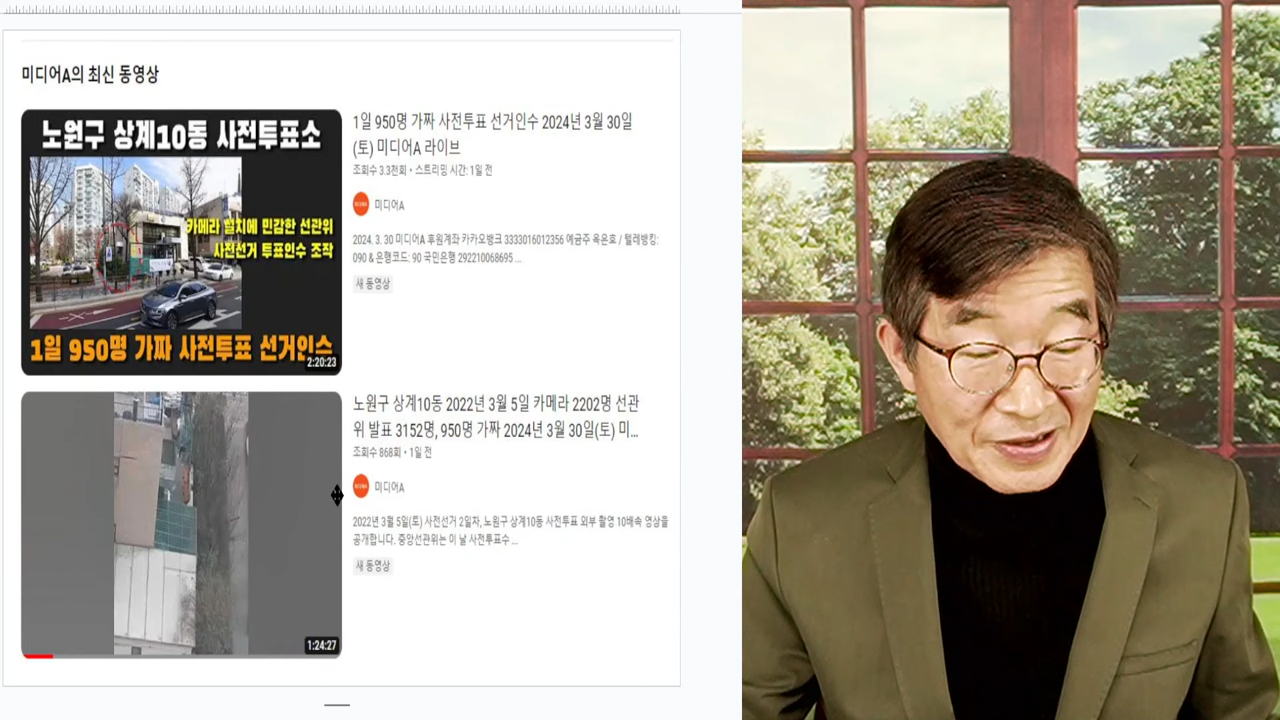 미디어A의 최신 동영상
노원구 상계10동 사전투표소
카메라 설치에 민감한 선관위
사전선거 투표인수 조작
1일 950명 가짜 사전투표 선거인수
2:20:23
1일 950명 가짜 사전투표 선거인수 2024년 3월 30일
(토) 미디어A 라이브
조회수 3.3천회 • 스트리밍 시간: 1일 전
미디어A
2024. 3. 30 미디어A 후원계좌 카카오뱅크 3333016012356 예금주 옥은호 / 텔레뱅킹:
090 & 은행코드: 90 국민은행 292210068695 ...
새 동영상
1:24:27
노원구 상계10동 2022년 3월 5일 카메라 2202명 선관
위 발표 3152명, 950명 가짜 2024년 3월 30일(토) 미...
조회수 868회 • 1일 전
미디어A
2022년 3월 5일(토) 사전선거 2일차, 노원구 상계10동 사전투표 외부 촬영 10배속 영상을
공개합니다. 중앙선관위는 이 날 사전투표수 ...
새 동영상